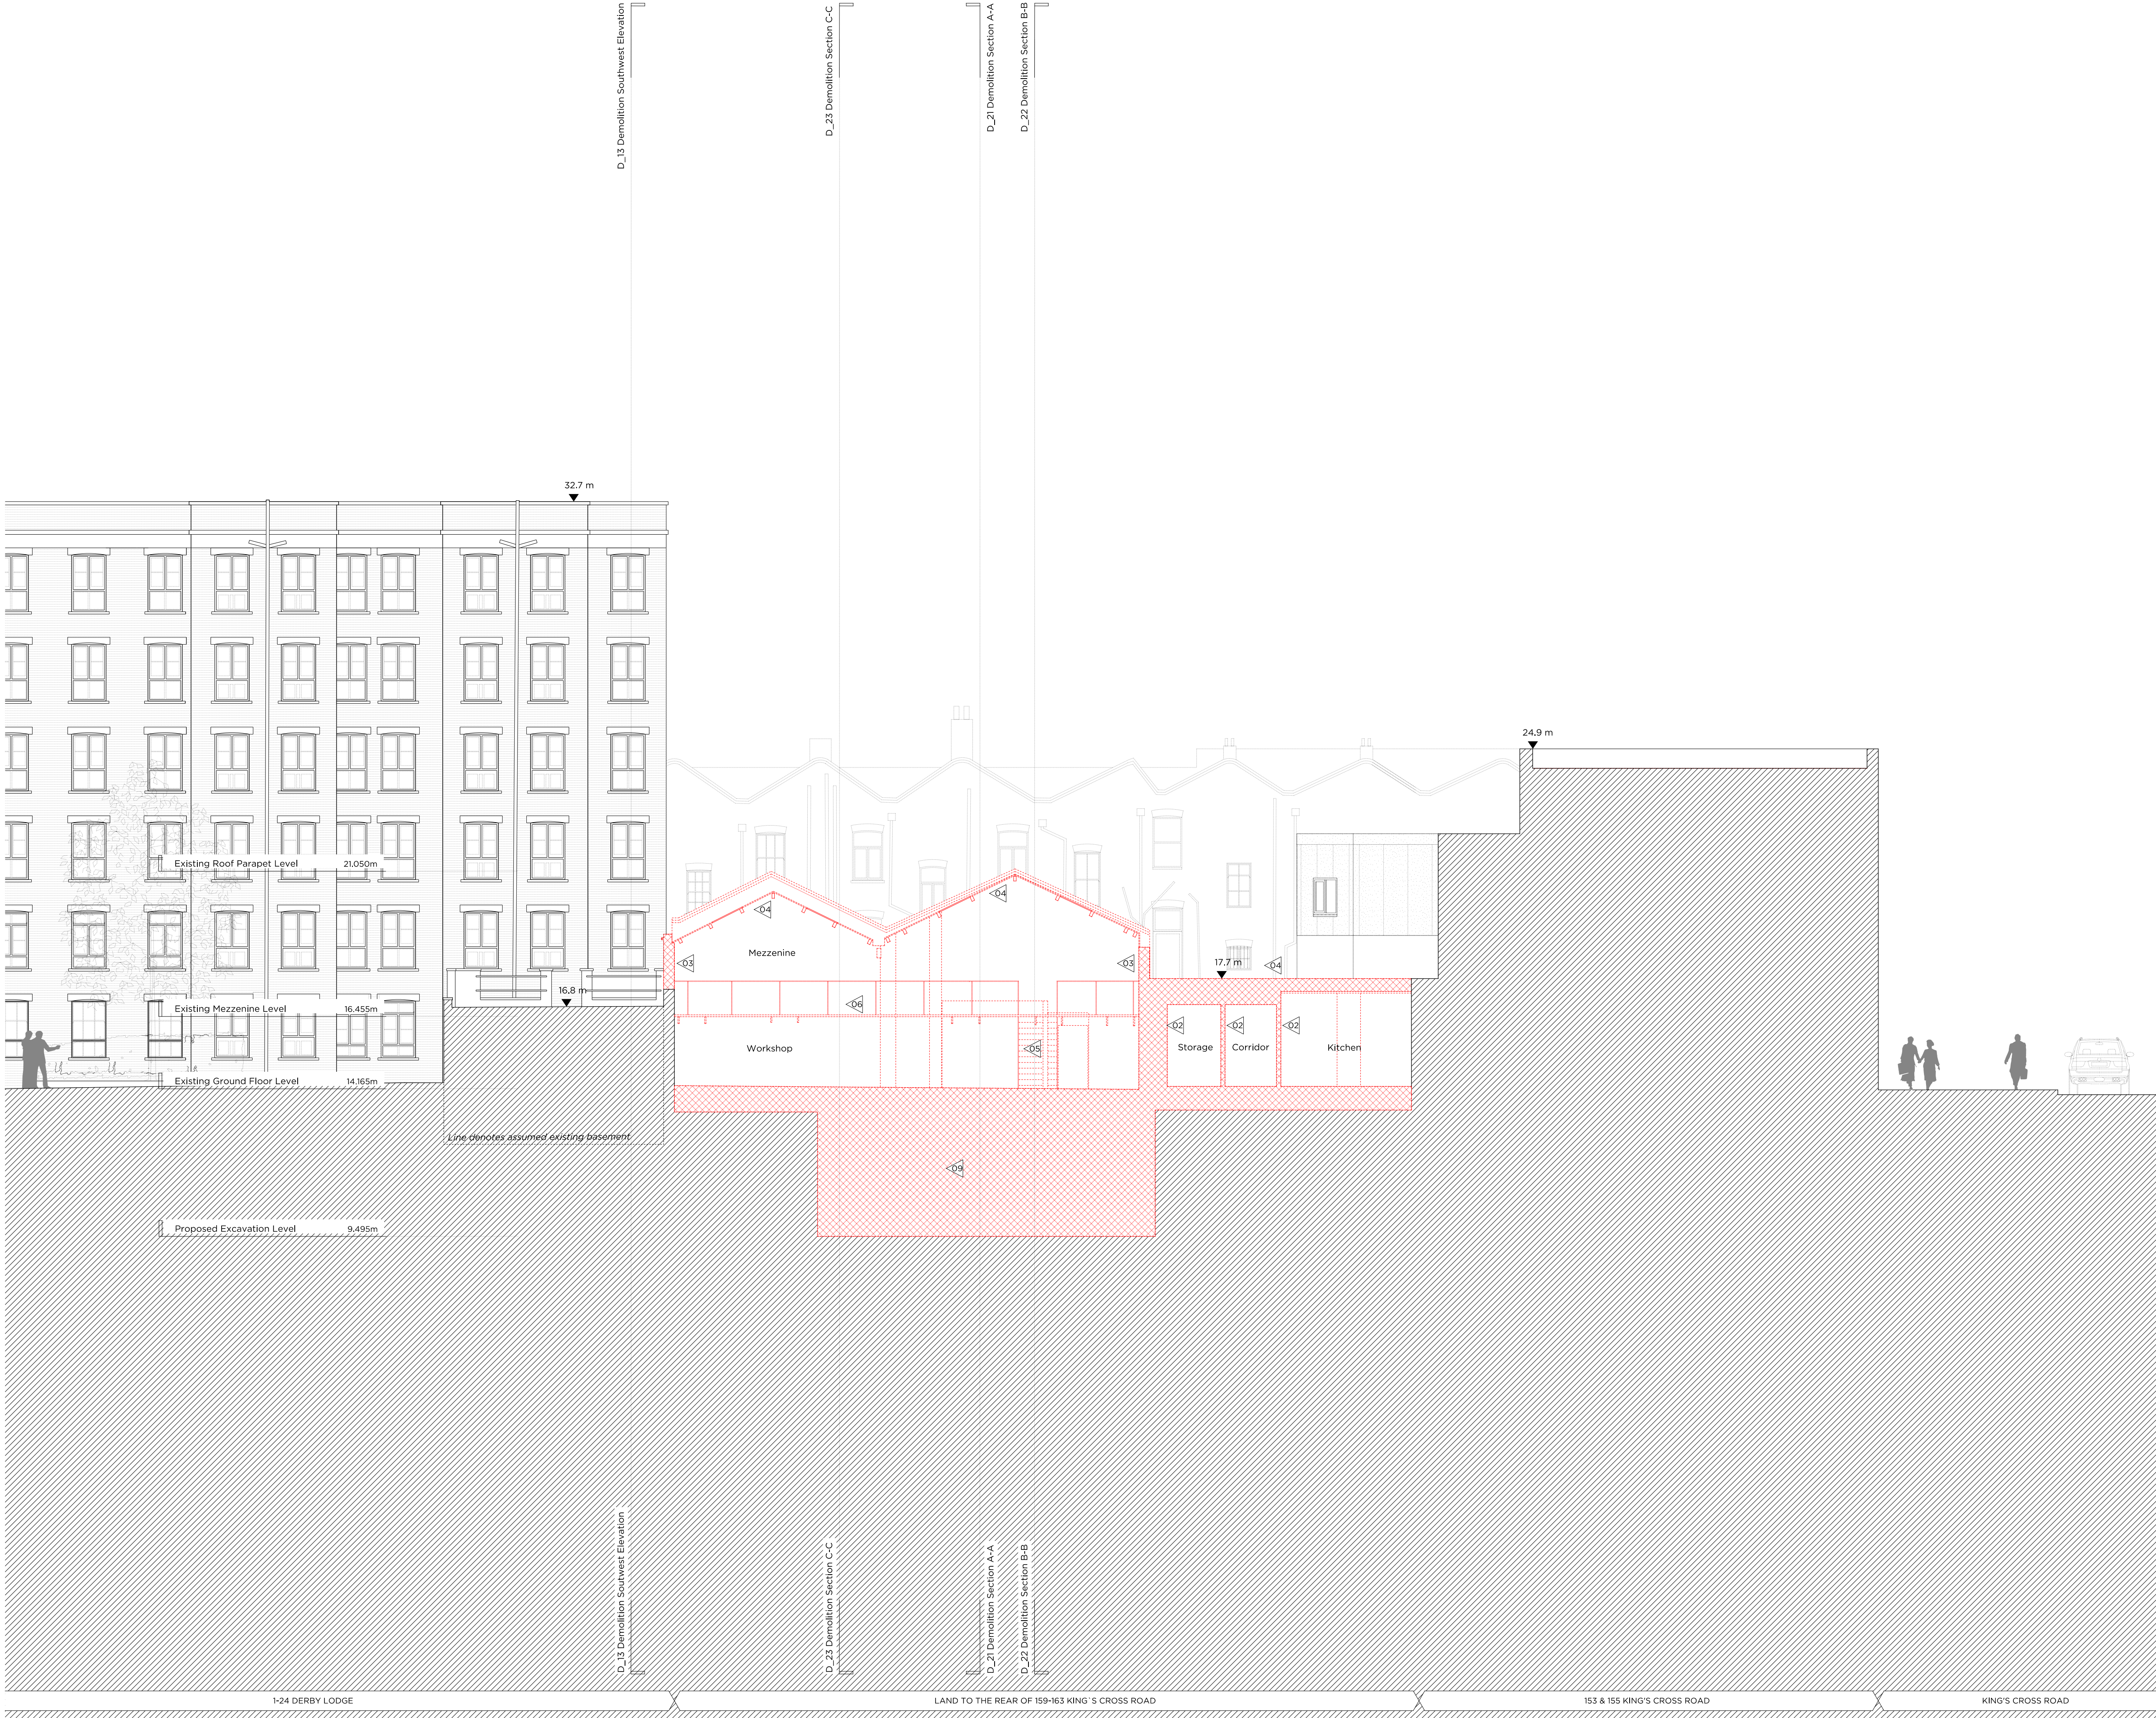 D_13 Demolition Southwest Elevation
D_23 Demolition Section C-C
D_21 Demolition Section A-A
D_22 Demolition Section B-B
32.7 m
24.9 m
Existing Roof Parapet Level 21.050m
04
04
Mezzenine
03
03
17.7 m
04
16.8 m
Existing Mezzenine Level 16.455m
06
02
02
02
Workshop
05
Storage
Corridor
Kitchen
Existing Ground Floor Level 14.165m
Line denotes assumed existing basement
09
Proposed Excavation Level 9.495m
D_13 Demolition Soutwest Elevation
D_23 Demolition Section C-C
D_21 Demolition Section A-A
D_22 Demolition Section B-B
1-24 DERBY LODGE
LAND TO THE REAR OF 159-163 KING`S CROSS ROAD
153 & 155 KING'S CROSS ROAD
KING'S CROSS ROAD